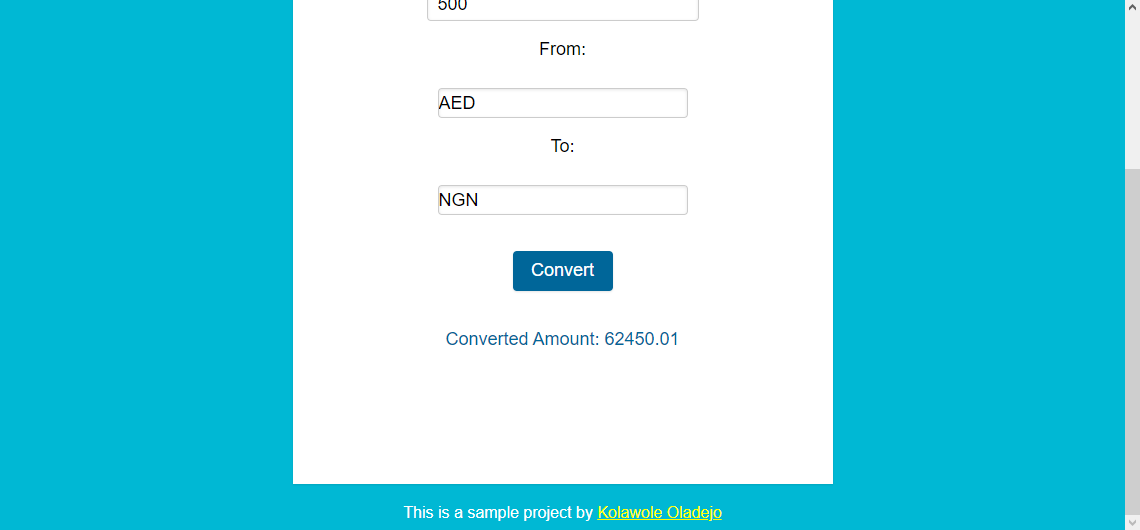 500
From:
AED
To:
NGN
Convert
Converted Amount: 62450.01
This is a sample project by Kolawole Oladejo